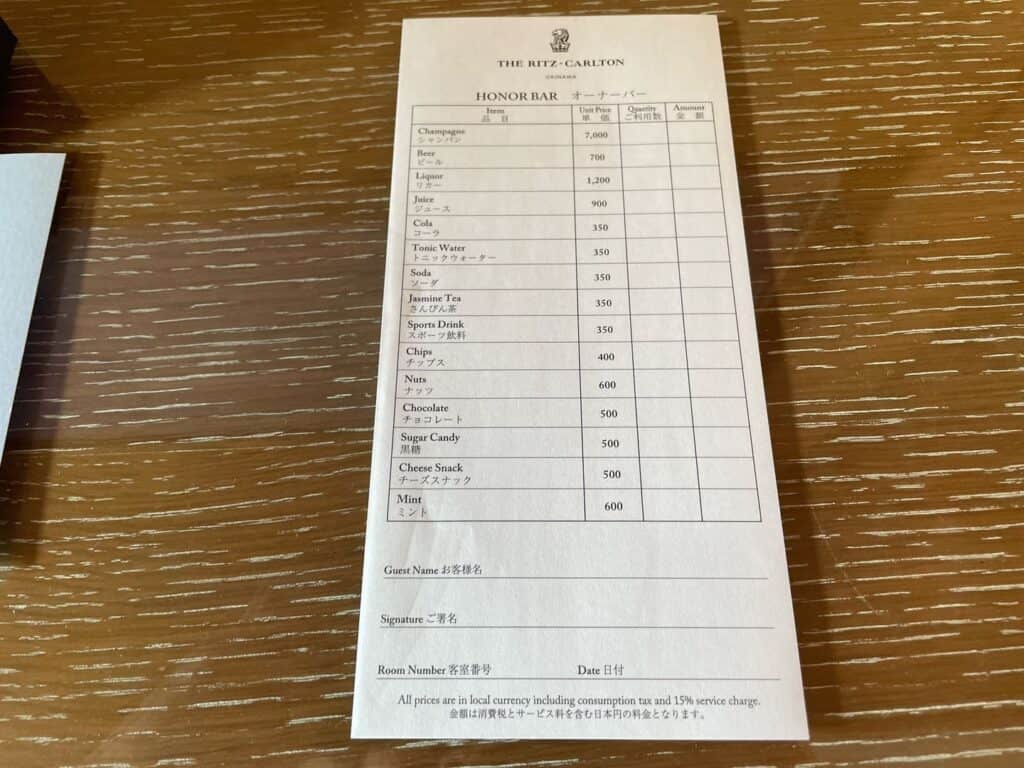 THE RITZ-CARLTON
OKINAWA
HONOR BAR オーナーバー
Item Unit Price Quantity Amount
品 目 単 価 ご利用数 金 額
Champagne
シャンパン 7,000
Beer
ビール 700
Liquor
リカー 1,200
Juice
ジュース 900
Cola
コーラ 350
Tonic Water
トニックウォーター 350
Soda
ソーダ 350
Jasmine Tea
さんぴん茶 350
Sports Drink
スポーツ飲料 350
Chips
チップス 400
Nuts
ナッツ 600
Chocolate
チョコレート 500
Sugar Candy
黒糖 500
Cheese Snack
チーズスナック 500
Mint
ミント 600
Guest Name お客様名
Signature ご署名
Room Number 客室番号 Date 日付
All prices are in local currency including consumption tax and 15% service charge.
金額は消費税とサービス料を含む日本円の料金となります。